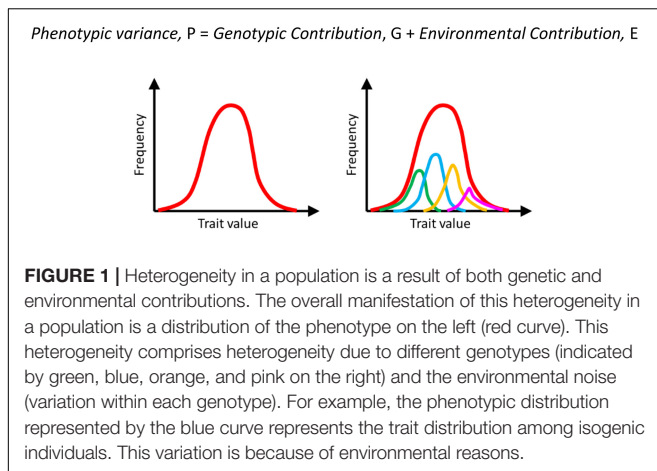 Phenotypic variance, P = Genotypic Contribution, G + Environmental Contribution, E
Frequency
Trait value
Frequency
Trait value
FIGURE 1 | Heterogeneity in a population is a result of both genetic and
environmental contributions. The overall manifestation of this heterogeneity in
a population is a distribution of the phenotype on the left (red curve). This
heterogeneity comprises heterogeneity due to different genotypes (indicated
by green, blue, orange, and pink on the right) and the environmental noise
(variation within each genotype). For example, the phenotypic distribution
represented by the blue curve represents the trait distribution among isogenic
individuals. This variation is because of environmental reasons.